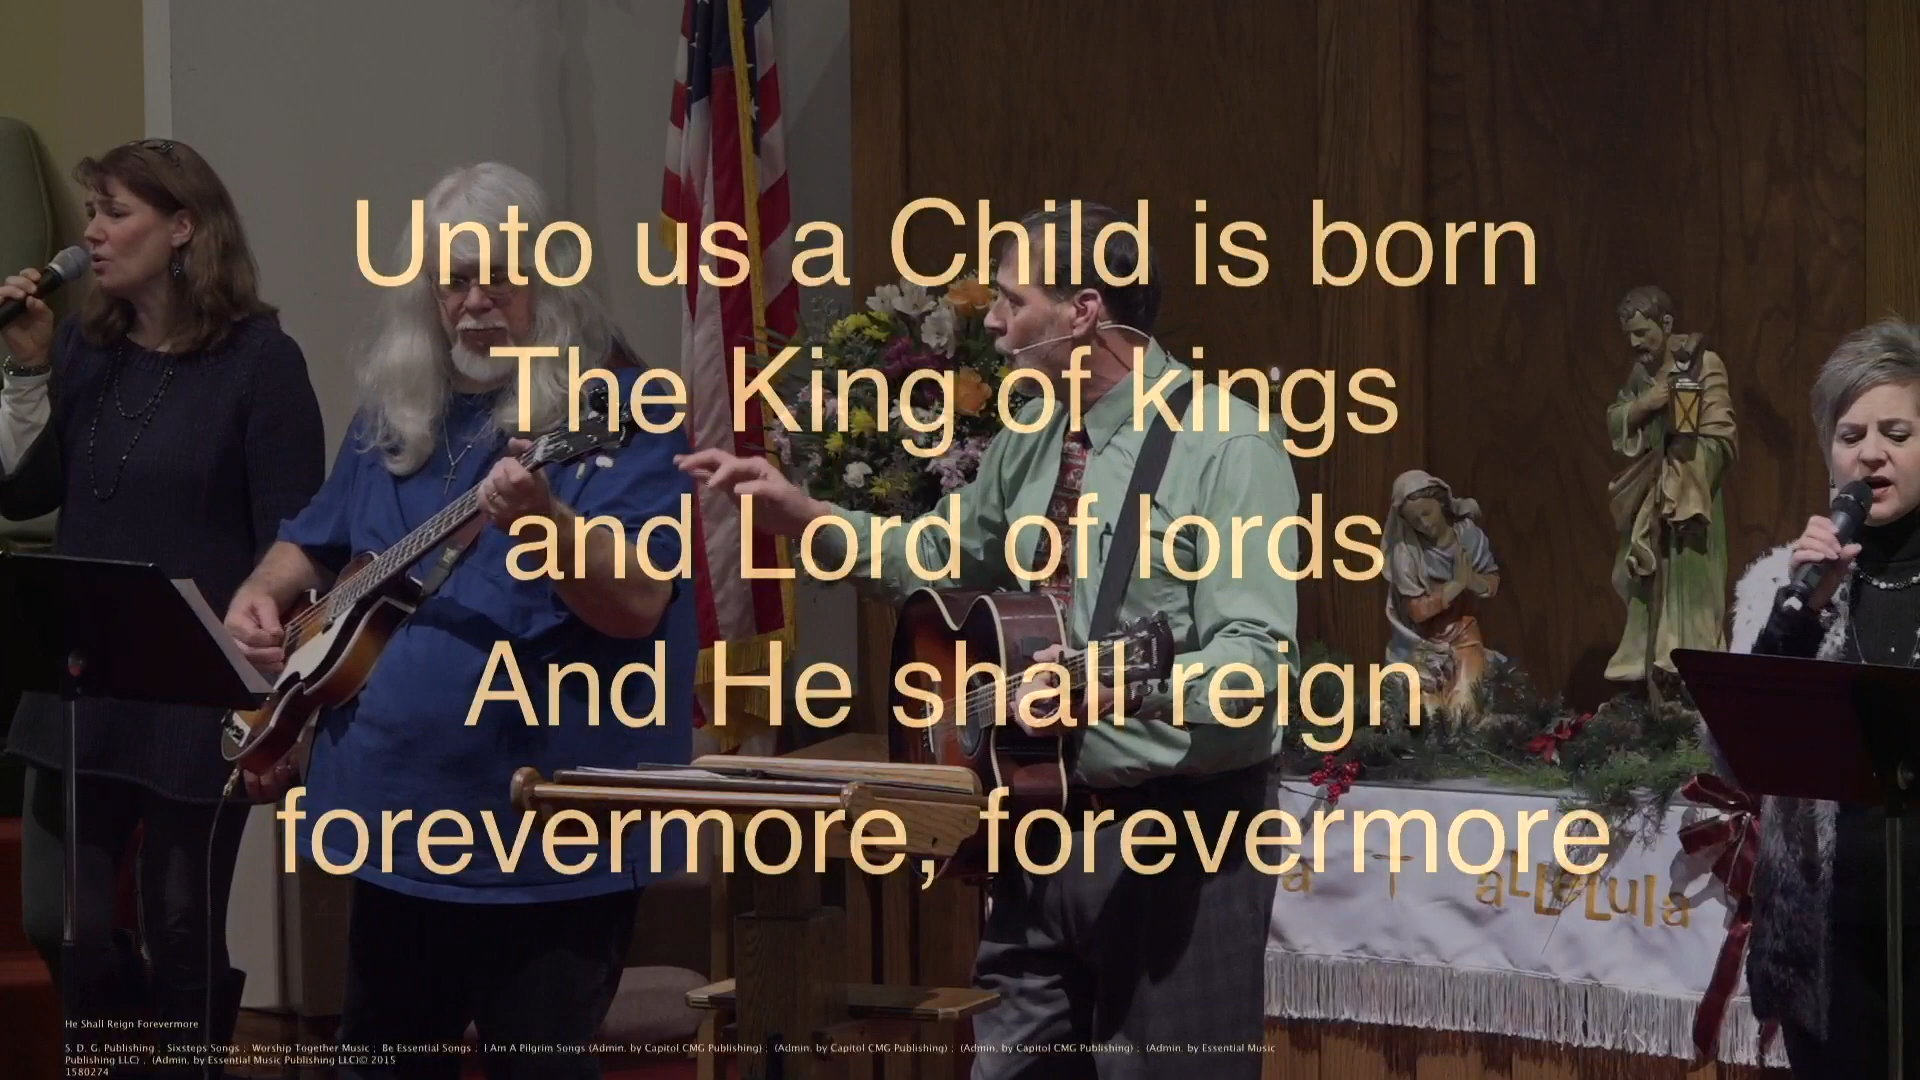 Unto us a Child is born
The King of kings
and Lord of lords
And He shall reign
forevermore, forevermore
a aLLeLula
He Shall Reign Forevermore
S. D. G. Publishing ; Sixsteps Songs ; Worship Together Music ; Be Essential Songs ; I Am A Pilgrim Songs (Admin. by Capitol CMG Publishing) ; (Admin. by Capitol CMG Publishing) ; (Admin. by Capitol CMG Publishing) ; (Admin. by Essential Music
Publishing LLC) ; (Admin. by Essential Music Publishing LLC)© 2015
1580274